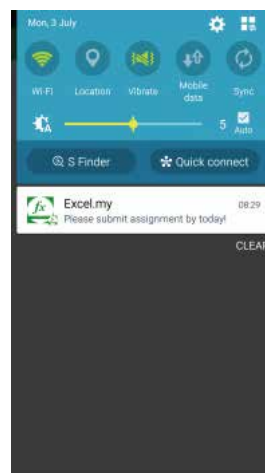 Mon, 3 July
Wi-Fi Location Vibrate Mobile data Sync
5 Auto
S Finder Quick connect
Excel.my 08:29
Please submit assignment by today!
CLEAR